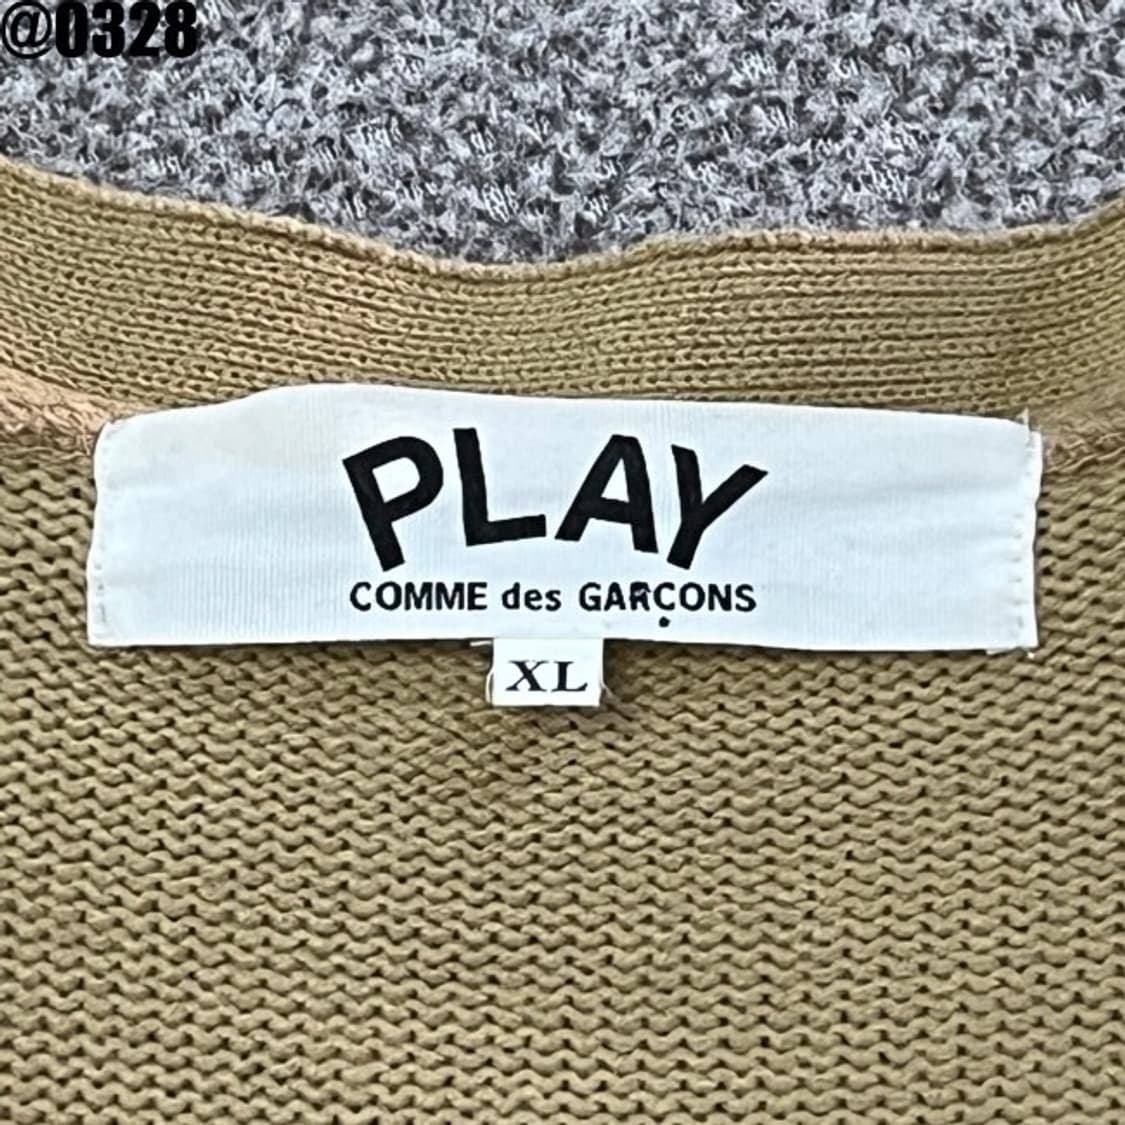 @0328
PLAY
COMME des GARÇONS
XL